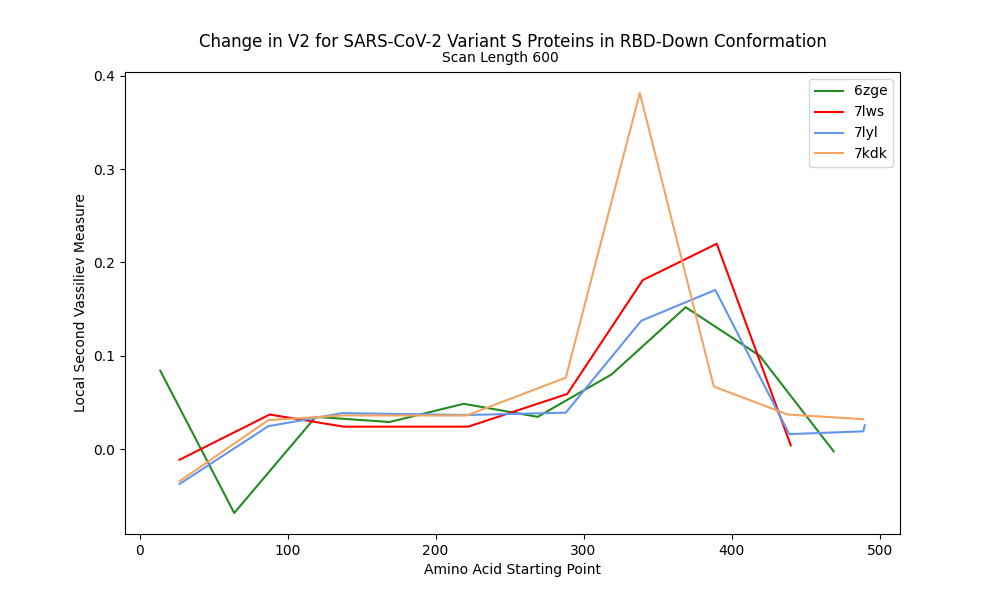 Change in V2 for SARS-CoV-2 Variant S Proteins in RBD-Down Conformation
Scan Length 600
6zge
7lws
7lyl
7kdk
0.4
0.3
0.2
0.1
0.0
Local Second Vassiliev Measure
0
100
200
300
400
500
Amino Acid Starting Point